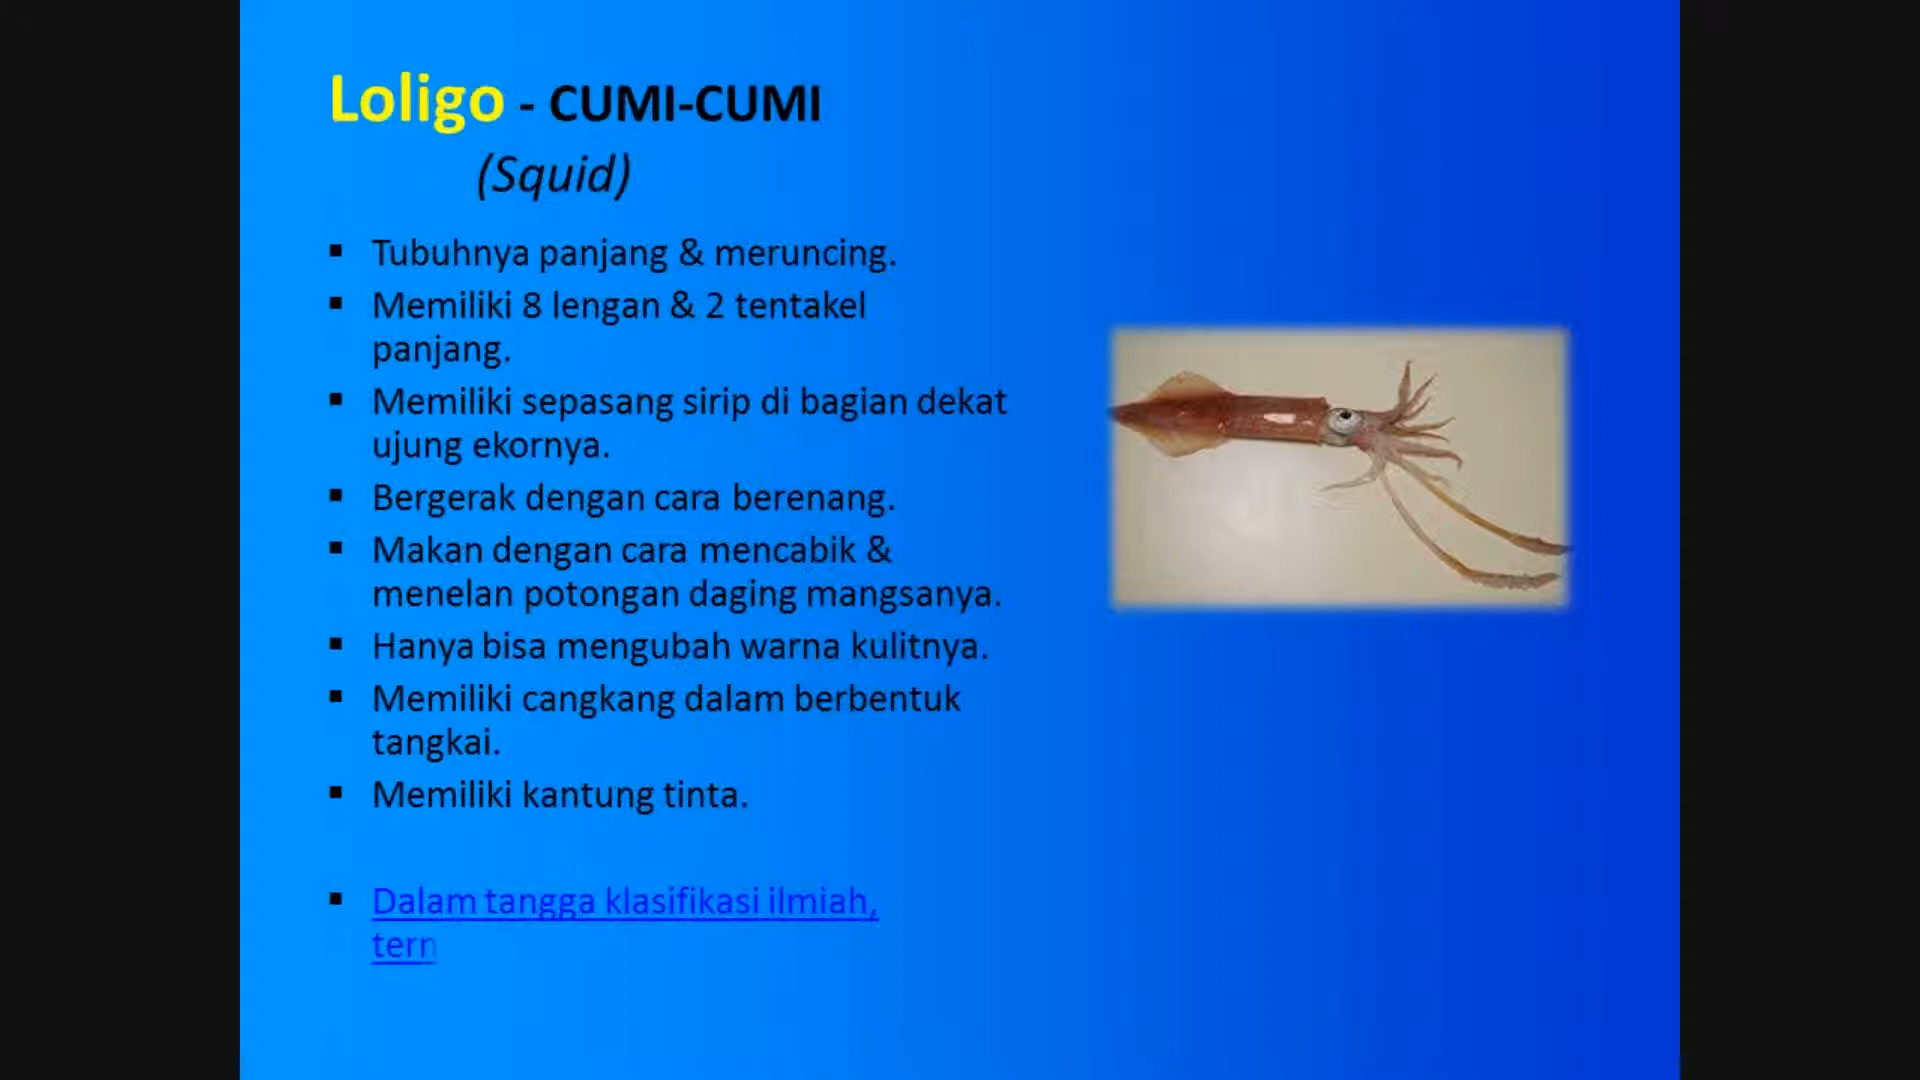 Loligo - CUMI-CUMI
(Squid)
▪ Tubuhnya panjang & meruncing.
▪ Memiliki 8 lengan & 2 tentakel
panjang.
▪ Memiliki sepasang sirip di bagian dekat
ujung ekornya.
▪ Bergerak dengan cara berenang.
▪ Makan dengan cara mencabik &
menelan potongan daging mangsanya.
▪ Hanya bisa mengubah warna kulitnya.
▪ Memiliki cangkang dalam berbentuk
tangkai.
▪ Memiliki kantung tinta.
▪ Dalam tangga klasifikasi ilmiah,